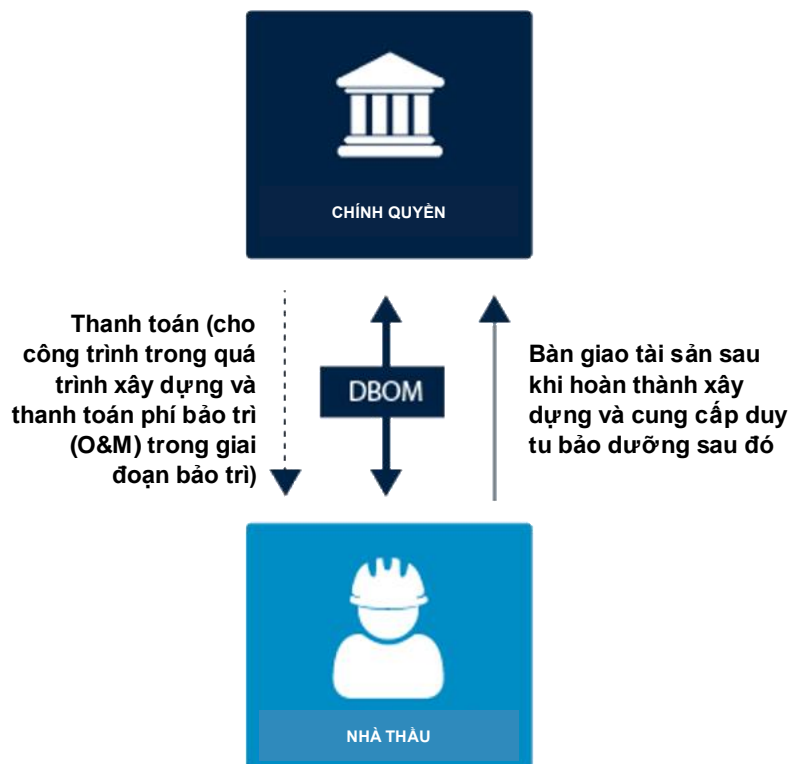 CHÍNH QUYỀN
Thanh toán (cho
công trình trong quá
trình xây dựng và
thanh toán phí bảo trì
(O&M) trong giai
đoạn bảo trì)
DBOM
Bàn giao tài sản sau
khi hoàn thành xây
dựng và cung cấp duy
tu bảo dưỡng sau đó
NHÀ THẦU